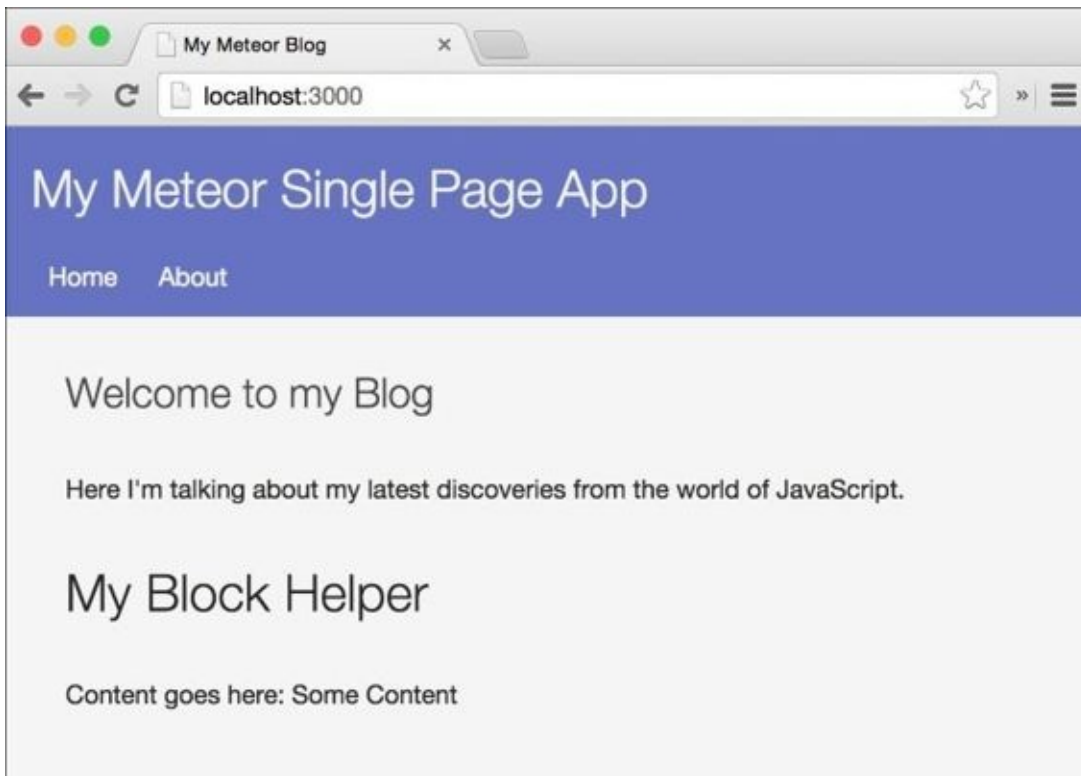 My Meteor Blog
localhost:3000
My Meteor Single Page App
Home About
Welcome to my Blog
Here I'm talking about my latest discoveries from the world of JavaScript.
My Block Helper
Content goes here: Some Content